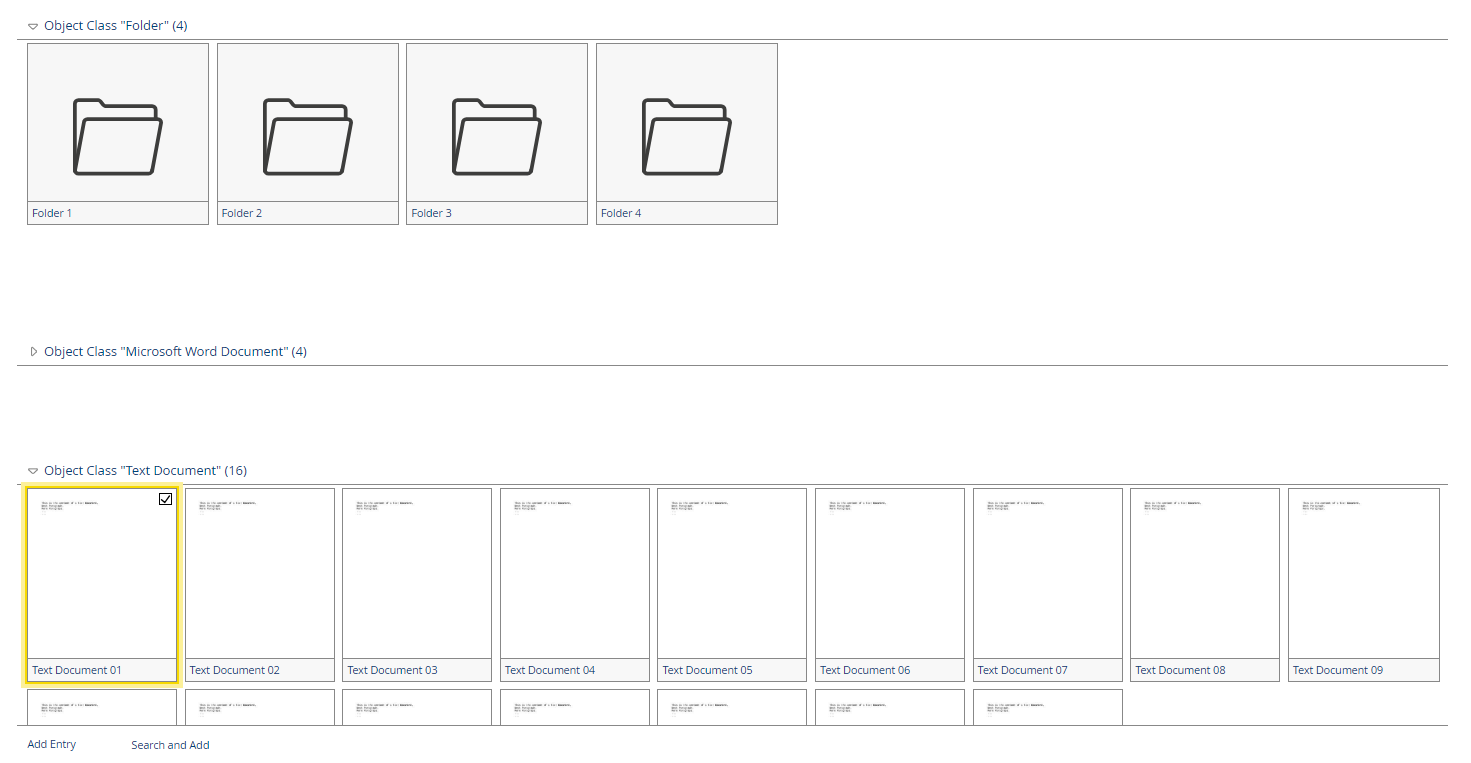 Object Class "Folder" (4)
Folder 1
Folder 2
Folder 3
Folder 4
Object Class "Microsoft Word Document" (4)
Object Class "Text Document" (16)
Text Document 01
Text Document 02
Text Document 03
Text Document 04
Text Document 05
Text Document 06
Text Document 07
Text Document 08
Text Document 09
Add Entry
Search and Add